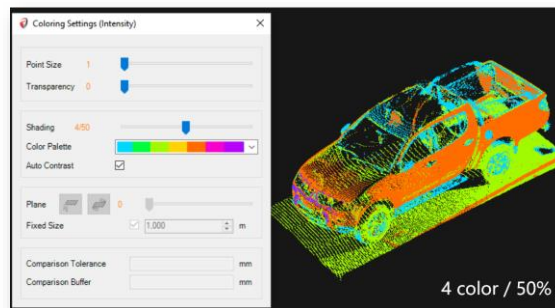 Coloring Settings (Intensity)
Point Size 1
Transparency 0
Shading 4/50
Color Palette
Auto Contrast
Plane 0
Fixed Size 1.000 m
Comparison Tolerance mm
Comparison Buffer mm
4 color / 50%